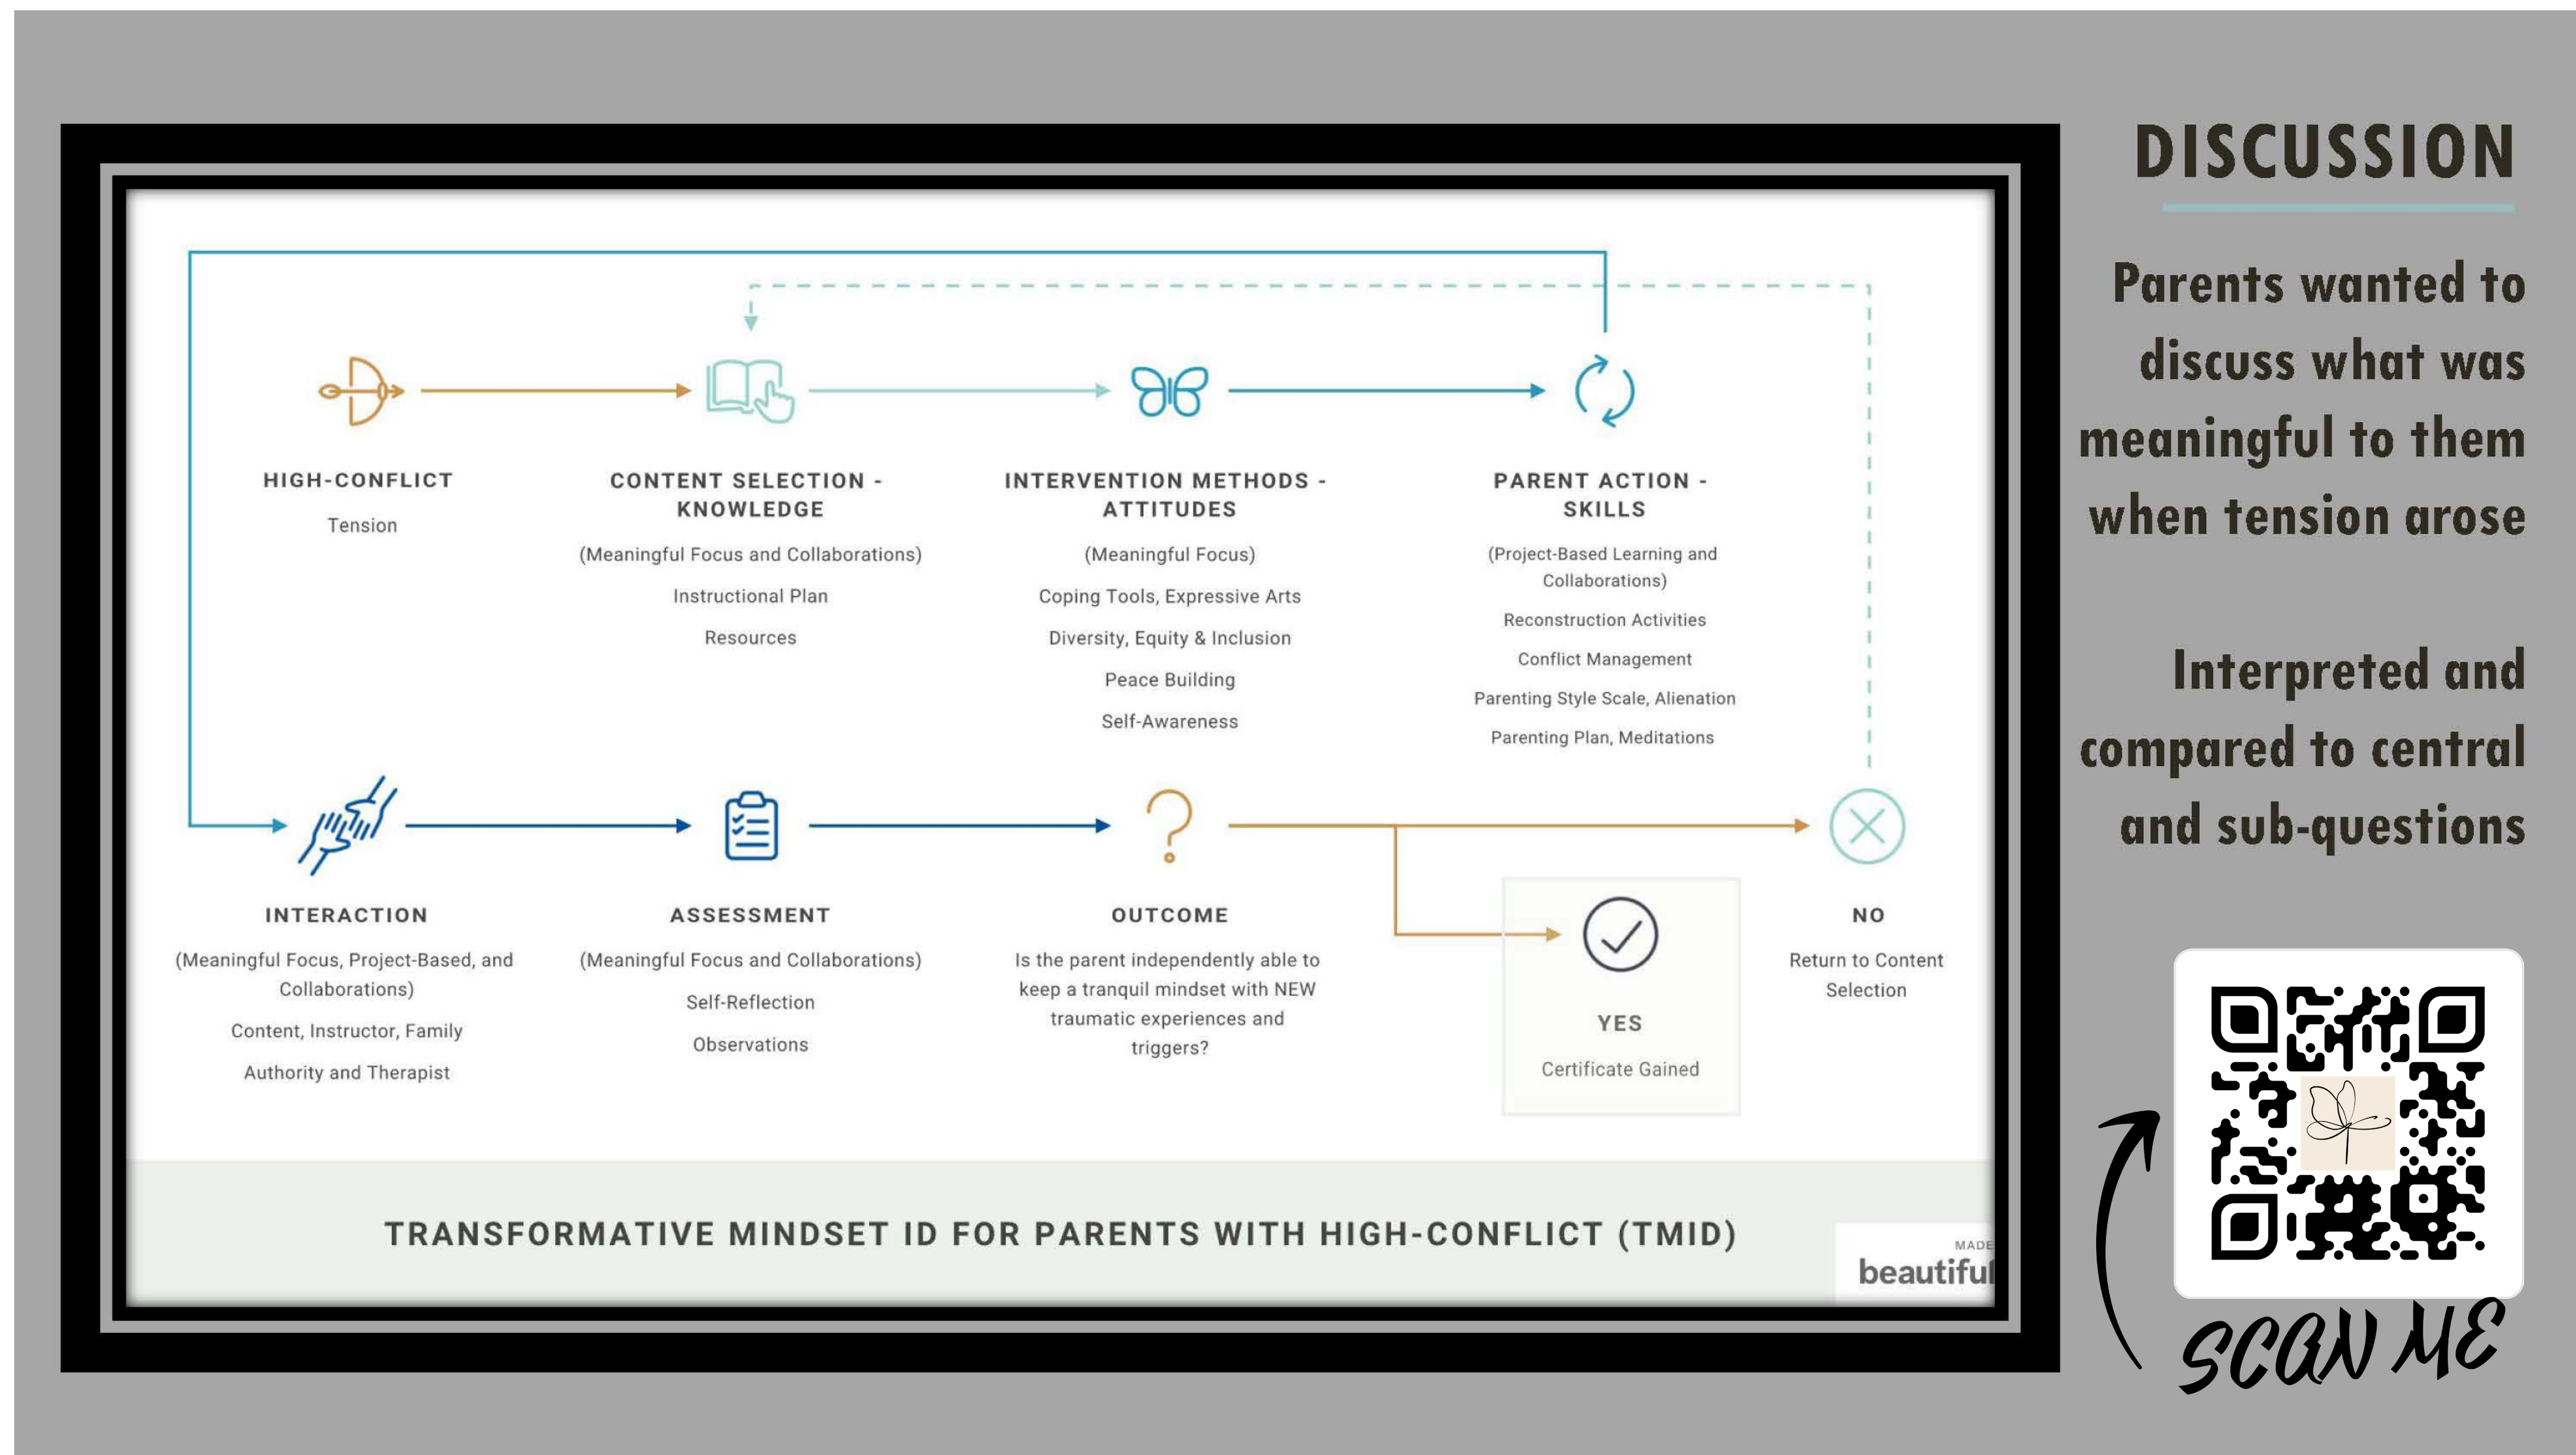 DISCUSSION
Parents wanted to
discuss what was
meaningful to them
when tension arose
Interpreted and
compared to central
and sub-questions
HIGH-CONFLICT
Tension
CONTENT SELECTION -
KNOWLEDGE
(Meaningful Focus and Collaborations)
Instructional Plan
Resources
INTERVENTION METHODS -
ATTITUDES
(Meaningful Focus)
Coping Tools, Expressive Arts
Diversity, Equity & Inclusion
Peace Building
Self-Awareness
PARENT ACTION -
SKILLS
(Project-Based Learning and
Collaborations)
Reconstruction Activities
Conflict Management
Parenting Style Scale, Alienation
Parenting Plan, Meditations
INTERACTION
(Meaningful Focus, Project-Based, and
Collaborations)
Content, Instructor, Family
Authority and Therapist
ASSESSMENT
(Meaningful Focus and Collaborations)
Self-Reflection
Observations
OUTCOME
Is the parent independently able to
keep a tranquil mindset with NEW
traumatic experiences and
triggers?
YES
Certificate Gained
NO
Return to Content
Selection
TRANSFORMATIVE MINDSET ID FOR PARENTS WITH HIGH-CONFLICT (TMID)
MADE
beautiful
SCAN ME